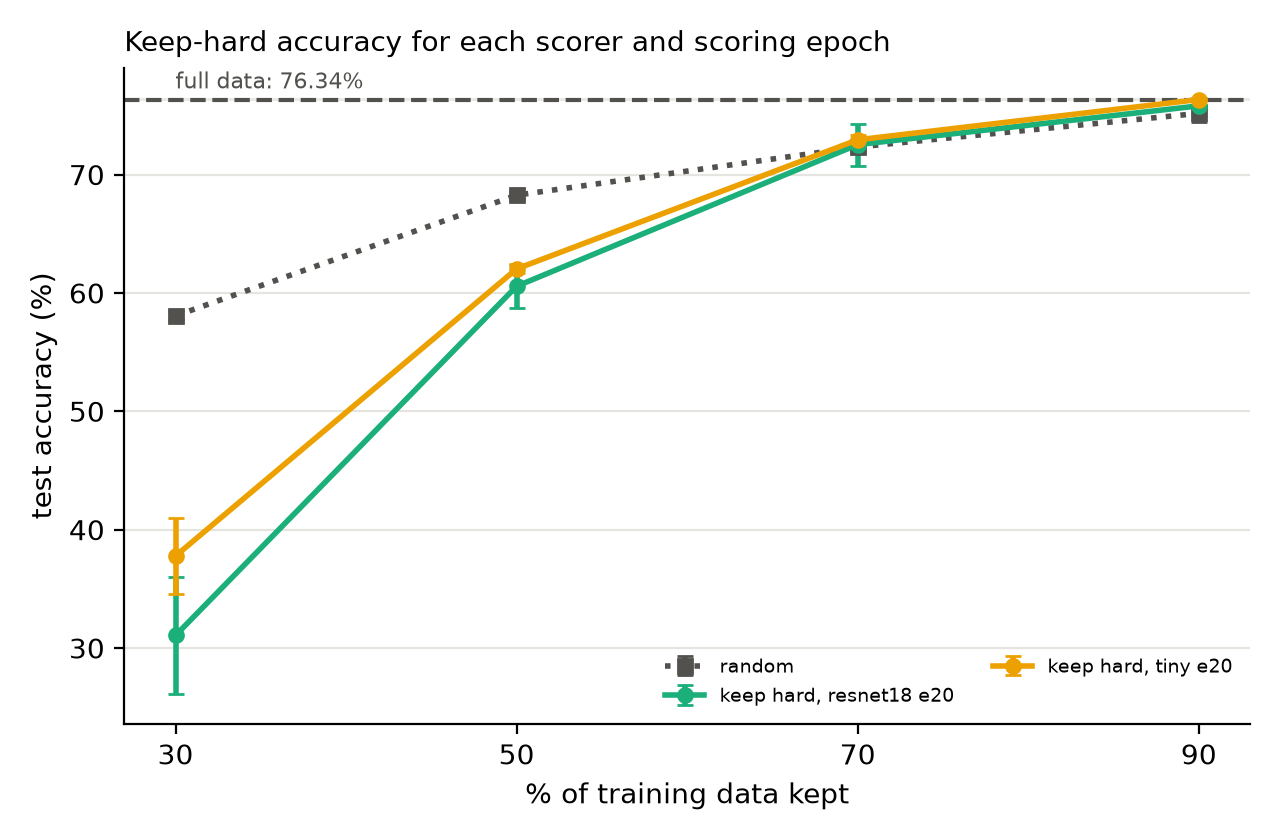 Keep-hard accuracy for each scorer and scoring epoch
full data: 76.34%
70
60
50
40
30
test accuracy (%)
random
keep hard, resnet18 e20
keep hard, tiny e20
30 50 70 90
% of training data kept